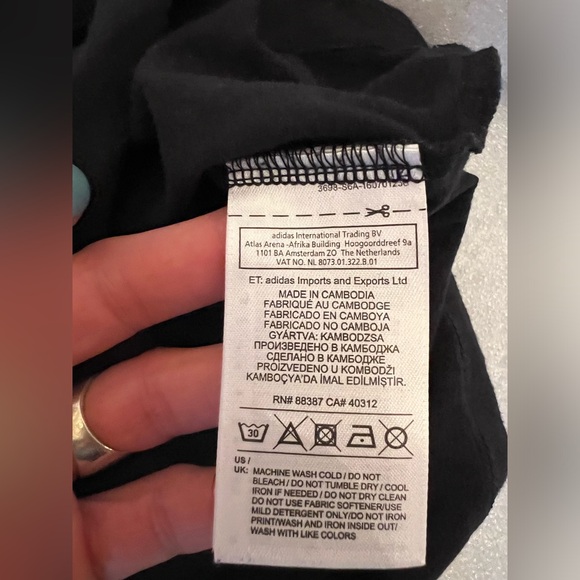 3698-S6A-160701236
adidas International Trading BV
Atlas Arena -Afrika Building Hoogoorddreef 9a
1101 BA Amsterdam ZO The Netherlands
VAT NO. NL 8073.01.322.B.01
ET: adidas Imports and Exports Ltd
MADE IN CAMBODIA
FABRIQUÉ AU CAMBODGE
FABRICADO EN CAMBOYA
FABRICADO NO CAMBOJA
GYÁRTVA: KAMBODZSA
ПРОИЗВЕДЕНО В КАМБОДЖА
СДЕЛАНО В КАМБОДЖЕ
PRÓIZVEDENO U KOMBODŽI
KAMBOÇYA'DA İMAL EDİLMİŞTİR.
RN# 88387 CA# 40312
30
US /
UK: MACHINE WASH COLD / DO NOT
BLEACH / DO NOT TUMBLE DRY / COOL
IRON IF NEEDED / DO NOT DRY CLEAN
DO NOT USE FABRIC SOFTENER/USE
MILD DETERGENT ONLY/DO NOT IRON
PRINT/WASH AND IRON INSIDE OUT/
WASH WITH LIKE COLORS